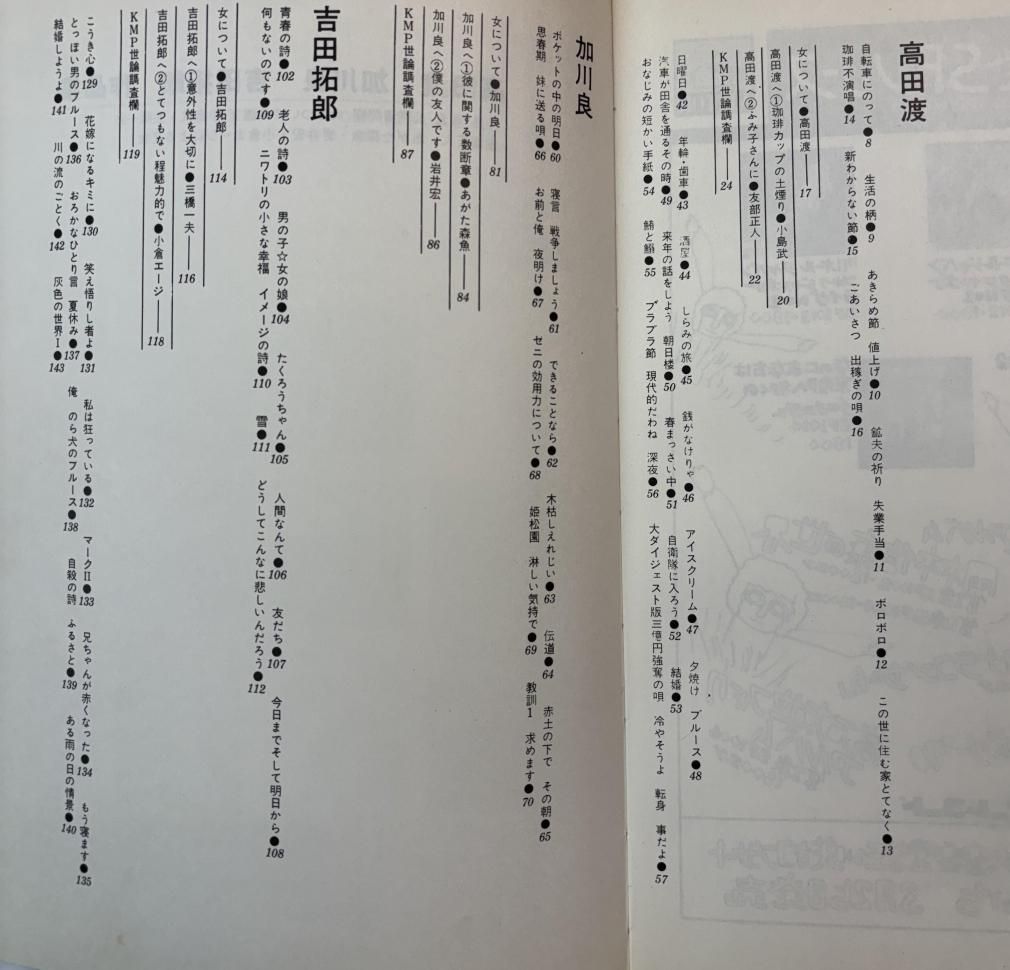 高田渡
自転車にのって●8　生活の柄●9　あきらめ節　値上げ●10　鉱夫の祈り　失業手当●11　ボロボロ●12　この世に住む家とてなく●13
珈琲不演唱●14　新わからない節●15　ごあいさつ　出稼ぎの唄●16
女について●高田渡――17
高田渡へ①珈琲カップの土煙り●小島武――20
高田渡へ②ふみ子さんに●友部正人――22
KMP世論調査欄――24
日曜日●42　年輪・歯車●43　酒屋●44　しらみの旅●45　銭がなけりゃ●46　アイスクリーム●47　夕焼け　ブルース●48
汽車が田舎を通るその時●49　来年の話をしよう　朝日楼●50　春まっさい中●51　自衛隊に入ろう●52　結婚●53
おなじみの短かい手紙●54　鮪と鰯●55　ブラブラ節　現代的だわね　深夜●56　大ダイジェスト版三億円強奪の唄　冷やそうよ　転身　事だよ●57
加川良
ポケットの中の明日●60　寝言　戦争しましょう●61　できることなら●62　木枯しえれじい●63　伝道●64　赤土の下で　その朝●65
思春期　妹に送る唄●66　お前と俺　夜明け●67　ゼニの効用力について●68　姫松園　淋しい気持で●69　教訓1　求めます●70
女について●加川良――81
加川良へ①彼に関する数断章●あがた森魚――84
加川良へ②僕の友人です●岩井宏――86
KMP世論調査欄――87
吉田拓郎
青春の詩●102　老人の詩●103　男の子☆女の娘●104　たくろうちゃん●105　人間なんて●106　友だち●107　今日までそして明日から●108
何もないのです●109　ニワトリの小さな幸福　イメージの詩●110　雪●111　どうしてこんなに悲しいんだろう●112
女について●吉田拓郎――114
吉田拓郎へ①意外性を大切に●三橋一夫――116
吉田拓郎へ②とてつもない程魅力的で●小倉エージ――118
KMP世論調査欄――119
こうき心●129　花嫁になるキミに●130　笑え悟りし者よ●131　私は狂っている●132　マークⅡ●133　兄ちゃんが赤くなった●134　もう寝ます●135
とっぽい男のブルース●136　おろかなひとり言　夏休み●137　俺　のら犬のブルース●138　自殺の詩　ふるさと●139　ある雨の日の情景●140
結婚しようよ●141　川の流のごとく●142　灰色の世界Ⅰ●143